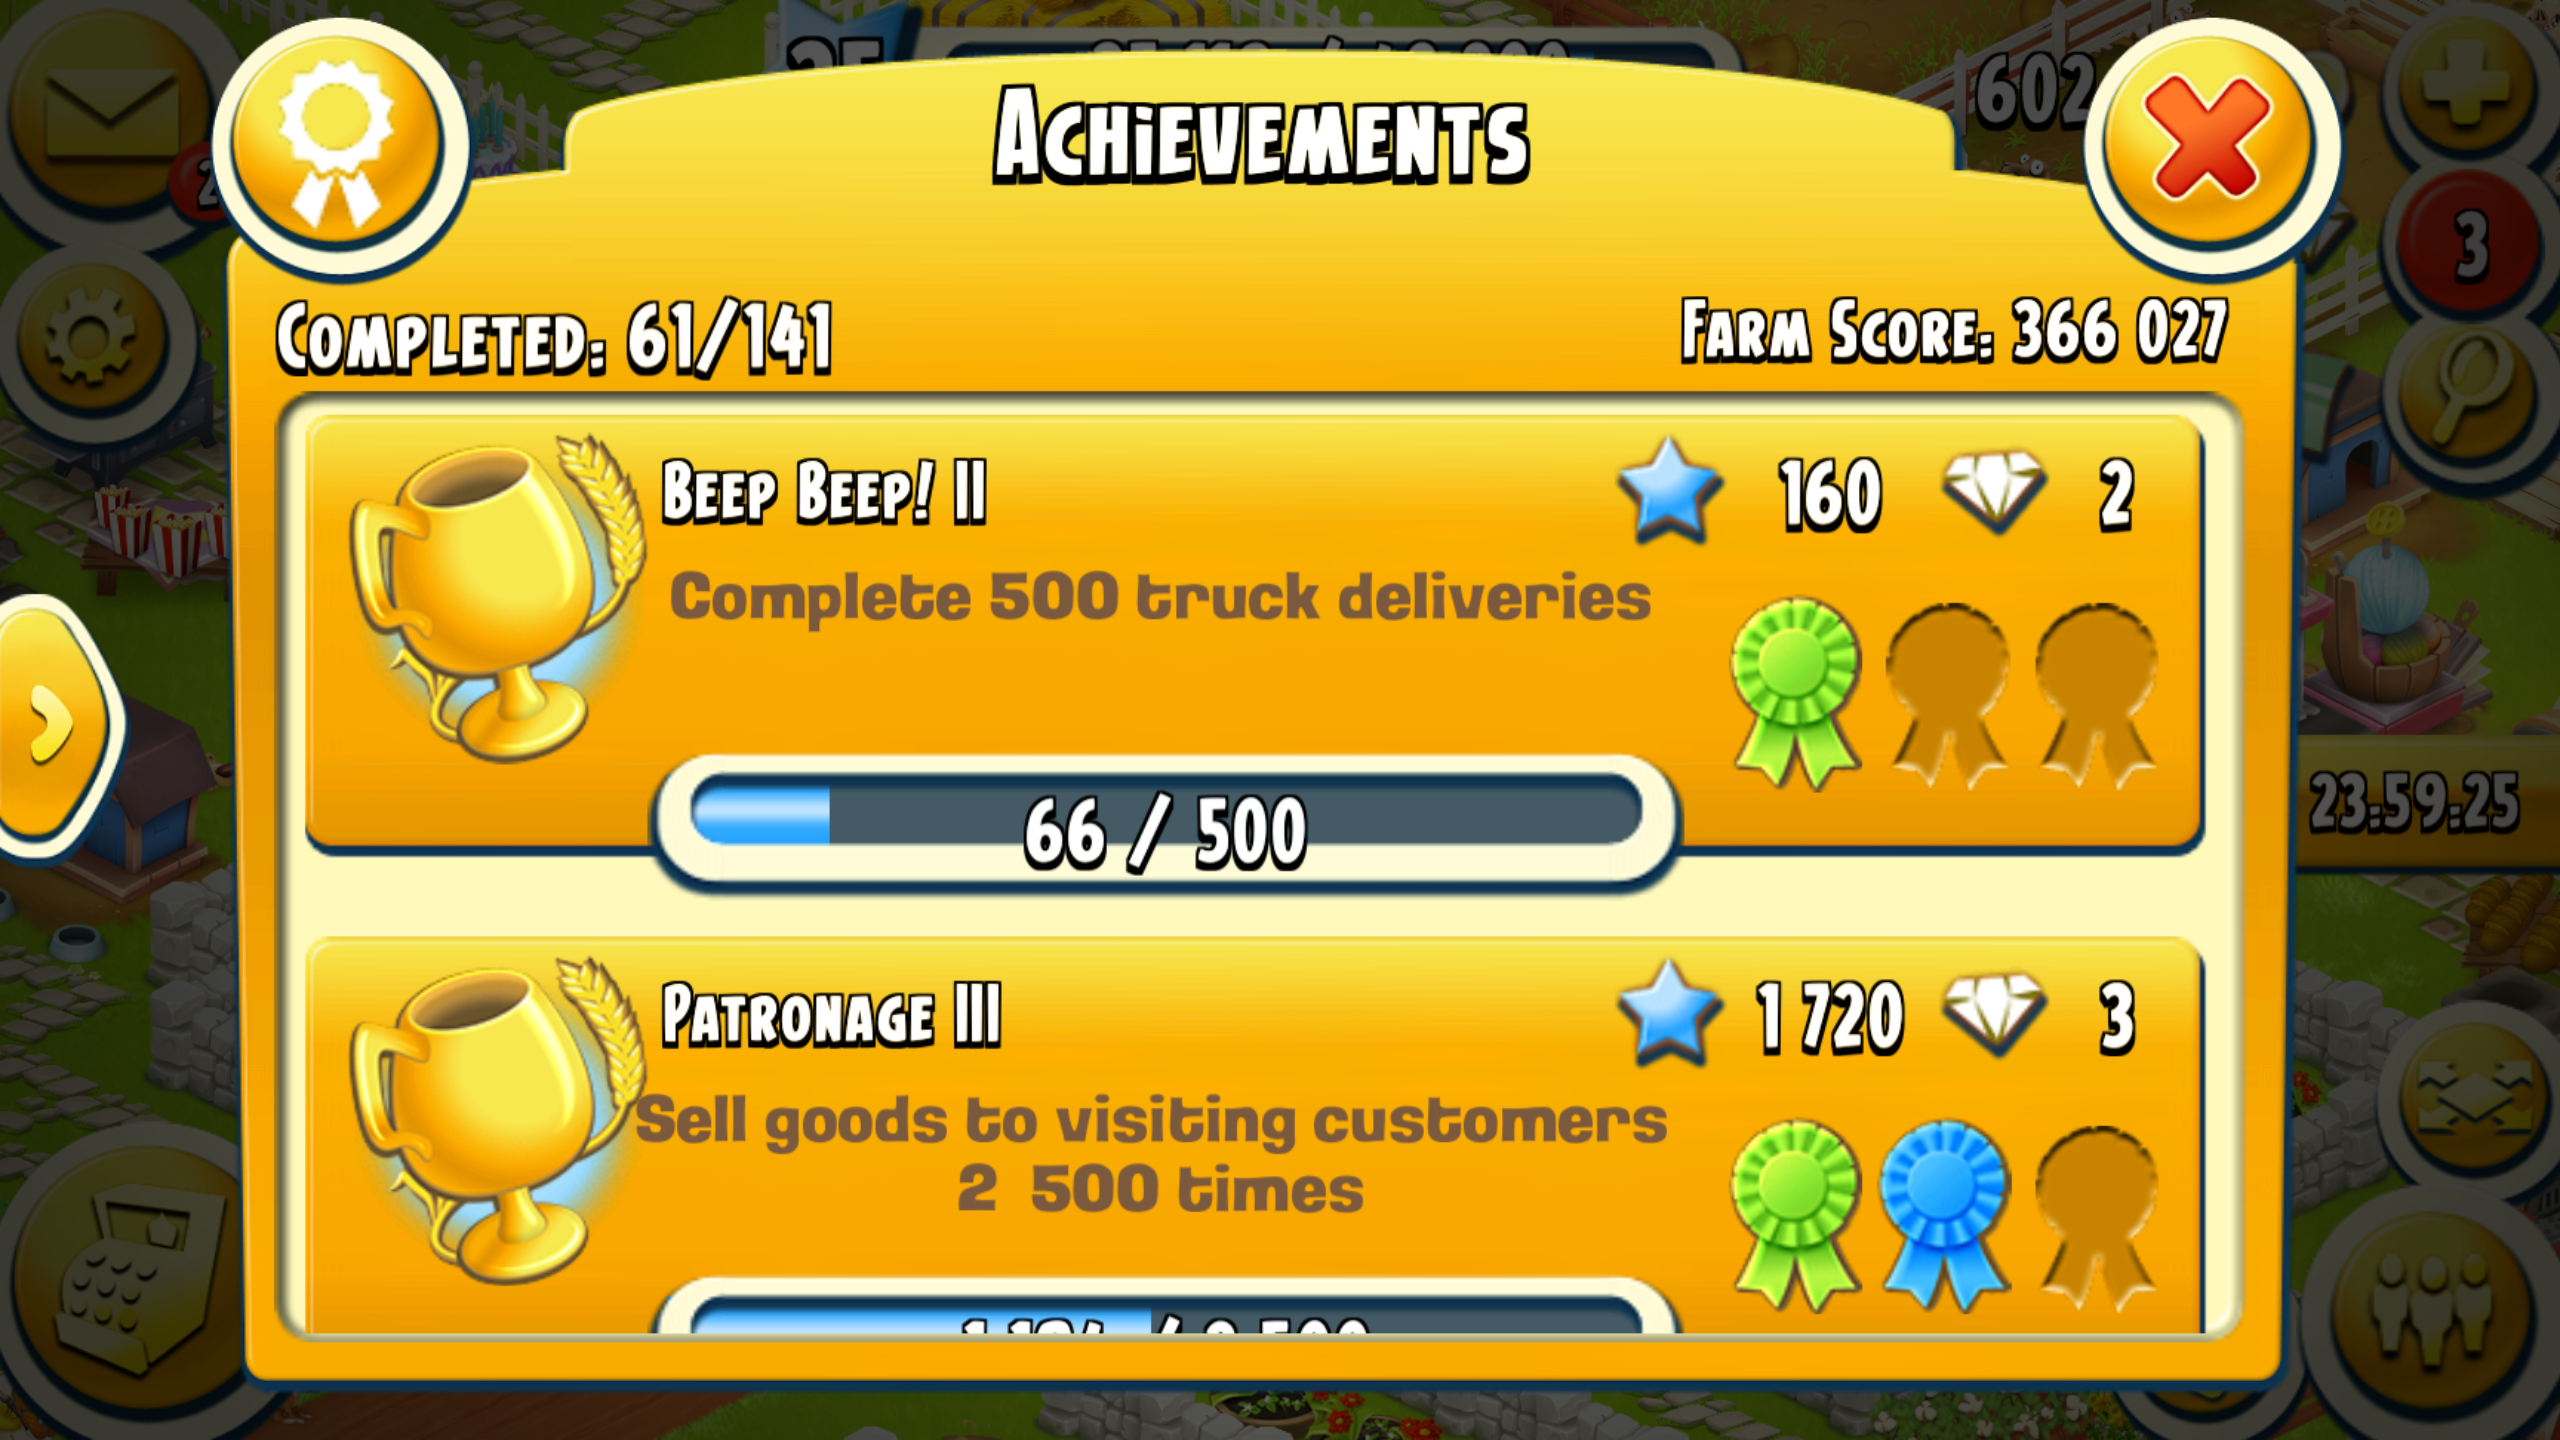 Achievements
602
3
Completed: 61/141
Farm Score: 366 027
Beep Beep! II
160
2
Complete 500 truck deliveries
66 / 500
23:59:25
Patronage III
1 720
3
Sell goods to visiting customers
2 500 times